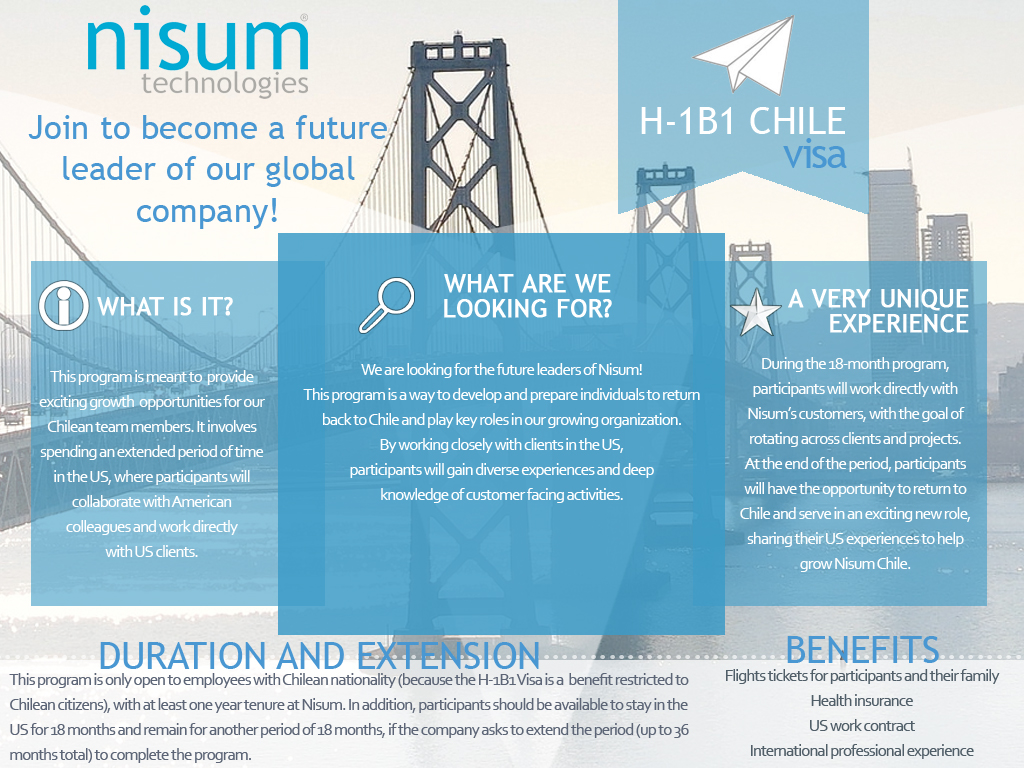 nisum®
technologies
Join to become a future
leader of our global
company!
H-1B1 CHILE
visa
WHAT IS IT?
This program is meant to provide
exciting growth opportunities for our
Chilean team members. It involves
spending an extended period of time
in the US, where participants will
collaborate with American
colleagues and work directly
with US clients.
WHAT ARE WE
LOOKING FOR?
We are looking for the future leaders of Nisum!
This program is a way to develop and prepare individuals to return
back to Chile and play key roles in our growing organization.
By working closely with clients in the US,
participants will gain diverse experiences and deep
knowledge of customer facing activities.
A VERY UNIQUE
EXPERIENCE
During the 18-month program,
participants will work directly with
Nisum's customers, with the goal of
rotating across clients and projects.
At the end of the period, participants
will have the opportunity to return to
Chile and serve in an exciting new role,
sharing their US experiences to help
grow Nisum Chile.
DURATION AND EXTENSION
This program is only open to employees with Chilean nationality (because the H-1B1 Visa is a benefit restricted to
Chilean citizens), with at least one year tenure at Nisum. In addition, participants should be available to stay in the
US for 18 months and remain for another period of 18 months, if the company asks to extend the period (up to 36
months total) to complete the program.
BENEFITS
Flights tickets for participants and their family
Health insurance
US work contract
International professional experience